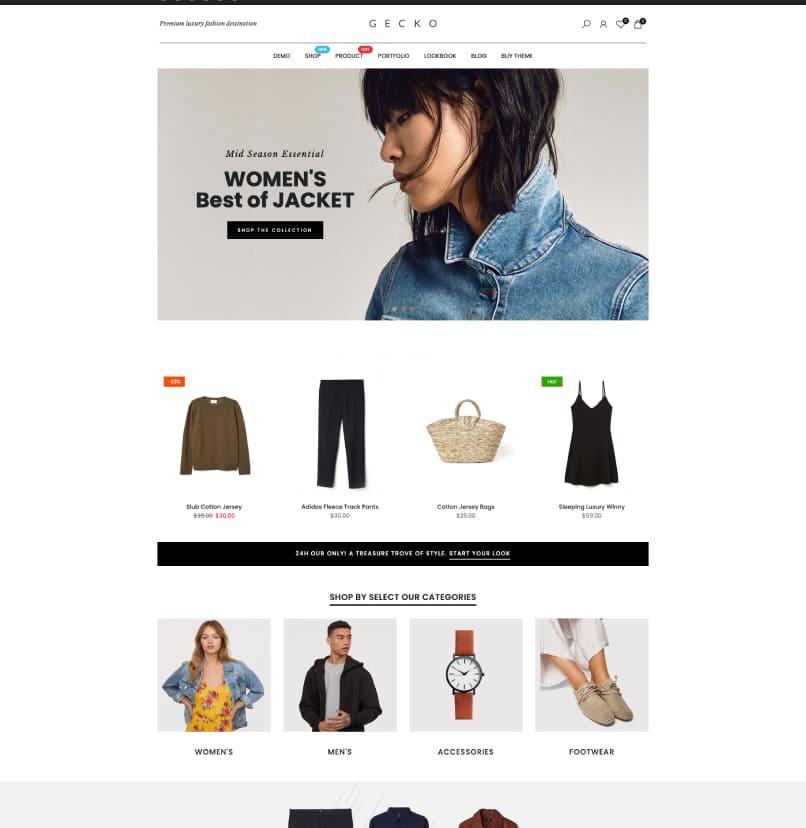 Premium luxury fashion destination
GECKO
0
0
DEMO
SHOP
NEW
PRODUCT
HOT
PORTFOLIO
LOOKBOOK
BLOG
BUY THEME
Mid Season Essential
WOMEN'S
Best of JACKET
SHOP THE COLLECTION
-23%
Hot
Slub Cotton Jersey
$39.00 $30.00
Adidas Fleece Track Pants
$30.00
Cotton Jersey Bags
$25.00
Sleeping Luxury Winny
$59.00
24H OUR ONLY! A TREASURE TROVE OF STYLE. START YOUR LOOK
SHOP BY SELECT OUR CATEGORIES
WOMEN'S
MEN'S
ACCESSORIES
FOOTWEAR